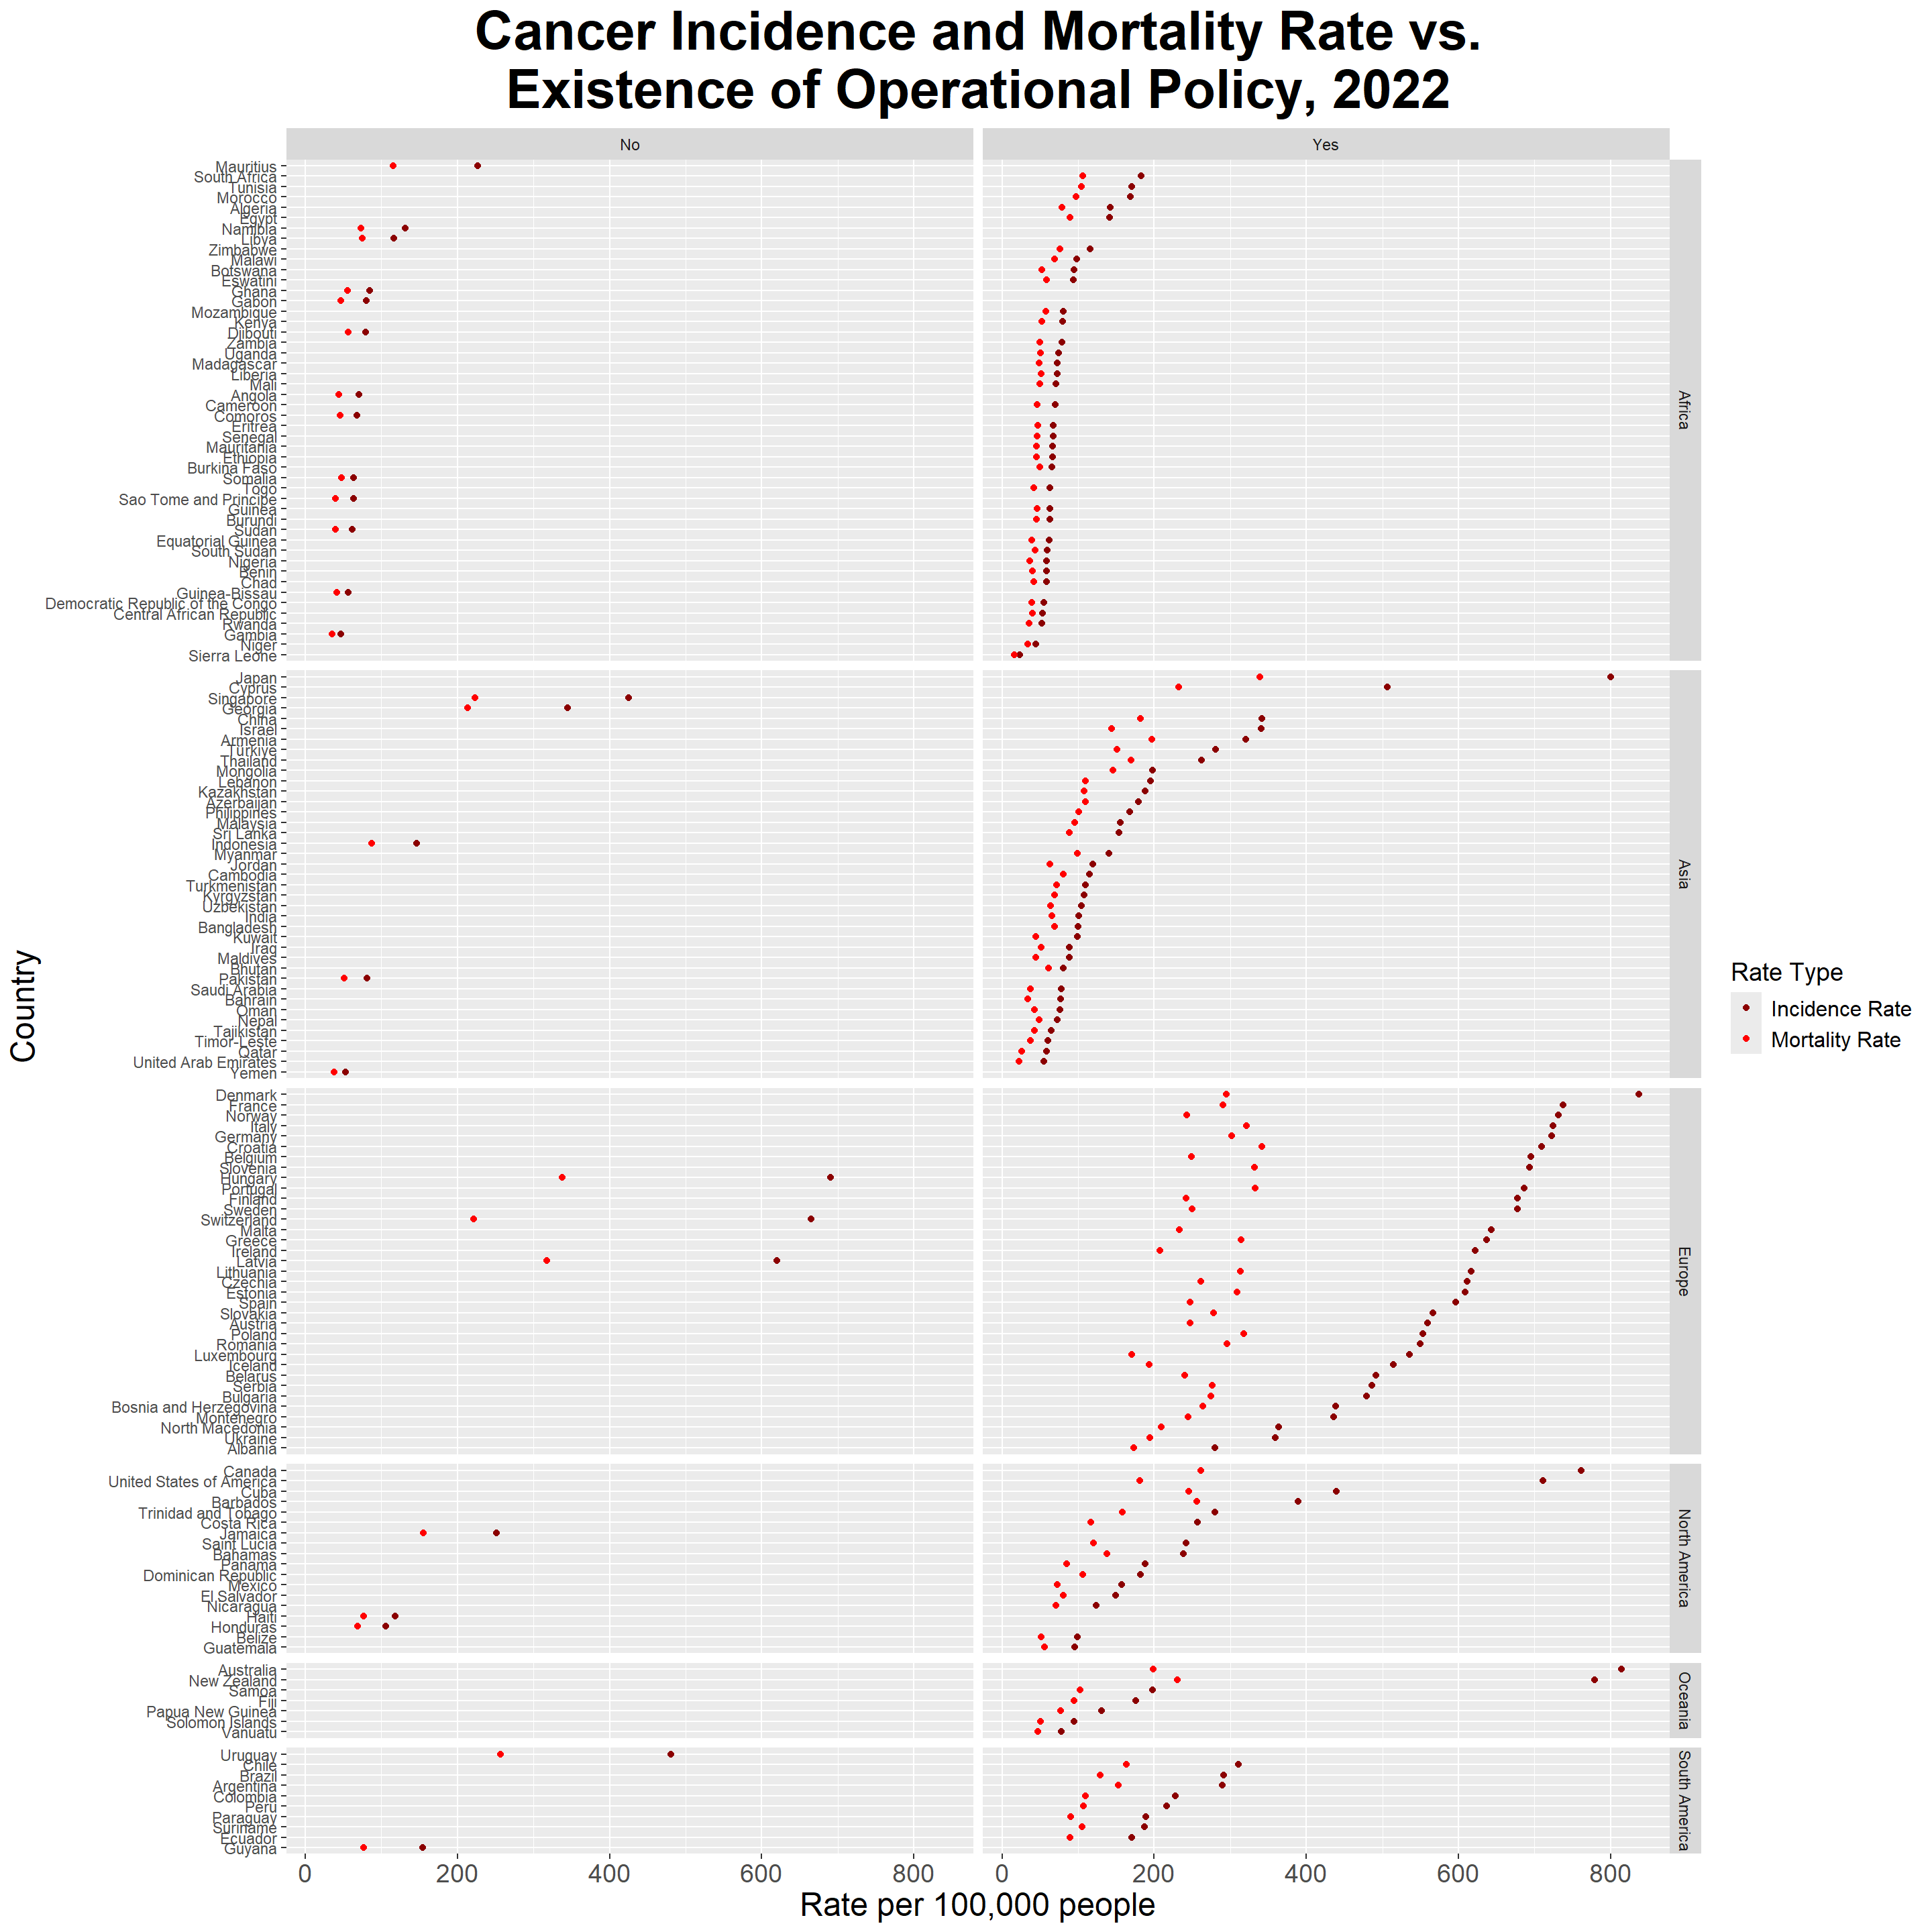 Cancer Incidence and Mortality Rate vs.
Existence of Operational Policy, 2022
No
Yes
Mauritius
South Africa
Tunisia
Morocco
Algeria
Egypt
Namibia
Libya
Zimbabwe
Malawi
Botswana
Eswatini
Ghana
Gabon
Mozambique
Kenya
Djibouti
Zambia
Uganda
Madagascar
Liberia
Mali
Angola
Cameroon
Comoros
Eritrea
Senegal
Mauritania
Ethiopia
Burkina Faso
Somalia
Togo
Sao Tome and Principe
Guinea
Burundi
Sudan
Equatorial Guinea
South Sudan
Nigeria
Benin
Chad
Guinea-Bissau
Democratic Republic of the Congo
Central African Republic
Rwanda
Gambia
Niger
Sierra Leone
Africa
Japan
Cyprus
Singapore
Georgia
China
Israel
Armenia
Türkiye
Thailand
Mongolia
Lebanon
Kazakhstan
Azerbaijan
Philippines
Malaysia
Sri Lanka
Indonesia
Myanmar
Jordan
Cambodia
Turkmenistan
Kyrgyzstan
Uzbekistan
India
Bangladesh
Kuwait
Iraq
Maldives
Bhutan
Pakistan
Saudi Arabia
Bahrain
Oman
Nepal
Tajikistan
Timor-Leste
Qatar
United Arab Emirates
Yemen
Asia
Denmark
France
Norway
Italy
Germany
Croatia
Belgium
Slovenia
Hungary
Portugal
Finland
Sweden
Switzerland
Malta
Greece
Ireland
Latvia
Lithuania
Czechia
Estonia
Spain
Slovakia
Austria
Poland
Romania
Luxembourg
Iceland
Belarus
Serbia
Bulgaria
Bosnia and Herzegovina
Montenegro
North Macedonia
Ukraine
Albania
Europe
Canada
United States of America
Cuba
Barbados
Trinidad and Tobago
Costa Rica
Jamaica
Saint Lucia
Bahamas
Panama
Dominican Republic
Mexico
El Salvador
Nicaragua
Haiti
Honduras
Belize
Guatemala
North America
Australia
New Zealand
Samoa
Fiji
Papua New Guinea
Solomon Islands
Vanuatu
Oceania
Uruguay
Chile
Brazil
Argentina
Colombia
Peru
Paraguay
Suriname
Ecuador
Guyana
South America
0 200 400 600 800
0 200 400 600 800
Rate per 100,000 people
Country
Rate Type
Incidence Rate
Mortality Rate